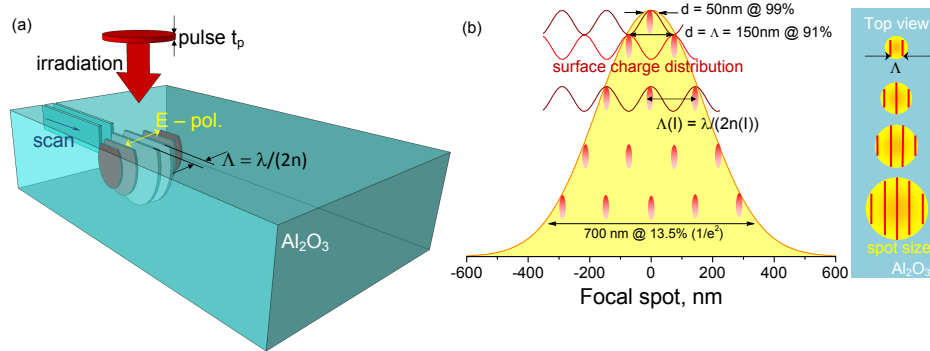 (a)
pulse tₚ
irradiation
E – pol.
scan
Λ = λ/(2n)
Al₂O₃
(b)
d = 50nm @ 99%
d = Λ = 150nm @ 91%
surface charge distribution
Λ(I) = λ/(2n(I))
700 nm @ 13.5% (1/e²)
-600 -400 -200 0 200 400 600
Focal spot, nm
Top view
Λ
spot size
Al₂O₃